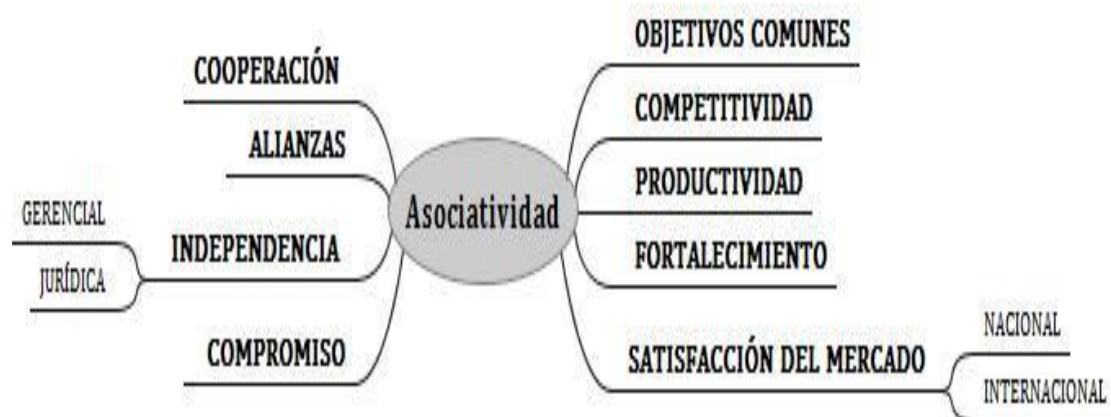 COOPERACIÓN
ALIANZAS
GERENCIAL
JURÍDICA
INDEPENDENCIA
COMPROMISO
Asociatividad
OBJETIVOS COMUNES
COMPETITIVIDAD
PRODUCTIVIDAD
FORTALECIMIENTO
SATISFACCIÓN DEL MERCADO
NACIONAL
INTERNACIONAL